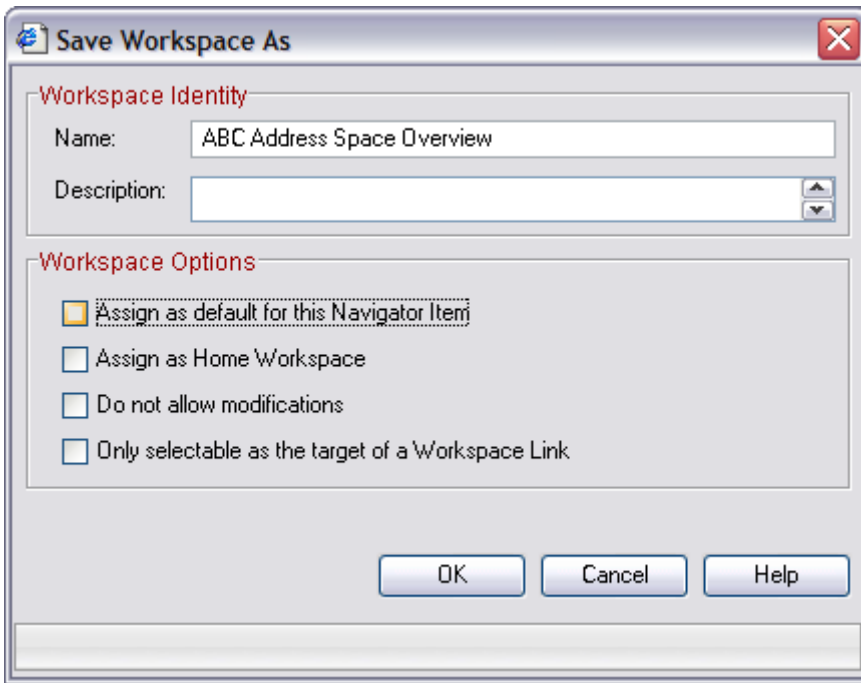 Save Workspace As
Workspace Identity
Name: ABC Address Space Overview
Description:
Workspace Options
Assign as default for this Navigator Item
Assign as Home Workspace
Do not allow modifications
Only selectable as the target of a Workspace Link
OK Cancel Help